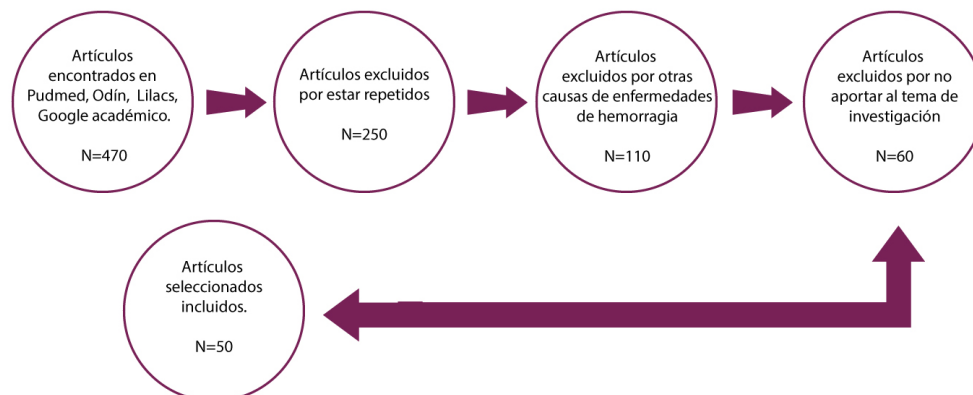 Artículos
encontrados en
Pudmed, Odín, Lilacs,
Google académico.
N=470
Artículos excluidos
por estar repetidos
N=250
Artículos
excluidos por otras
causas de enfermedades
de hemorragia
N=110
Artículos
excluidos por no
aportar al tema de
investigación
N=60
Artículos
seleccionados
incluidos.
N=50